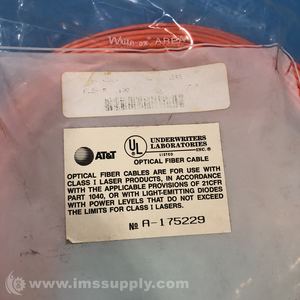 AT&T
UL
UNDERWRITERS
LABORATORIES
INC.®
LISTED
OPTICAL FIBER CABLE
OPTICAL FIBER CABLES ARE FOR USE WITH
CLASS I LASER PRODUCTS, IN ACCORDANCE
WITH THE APPLICABLE PROVISIONS OF 21CFR
PART 1040, OR WITH LIGHT-EMITTING DIODES
WITH POWER LEVELS THAT DO NOT EXCEED
THE LIMITS FOR CLASS I LASERS.
No A-175229
© www.imssupply.com